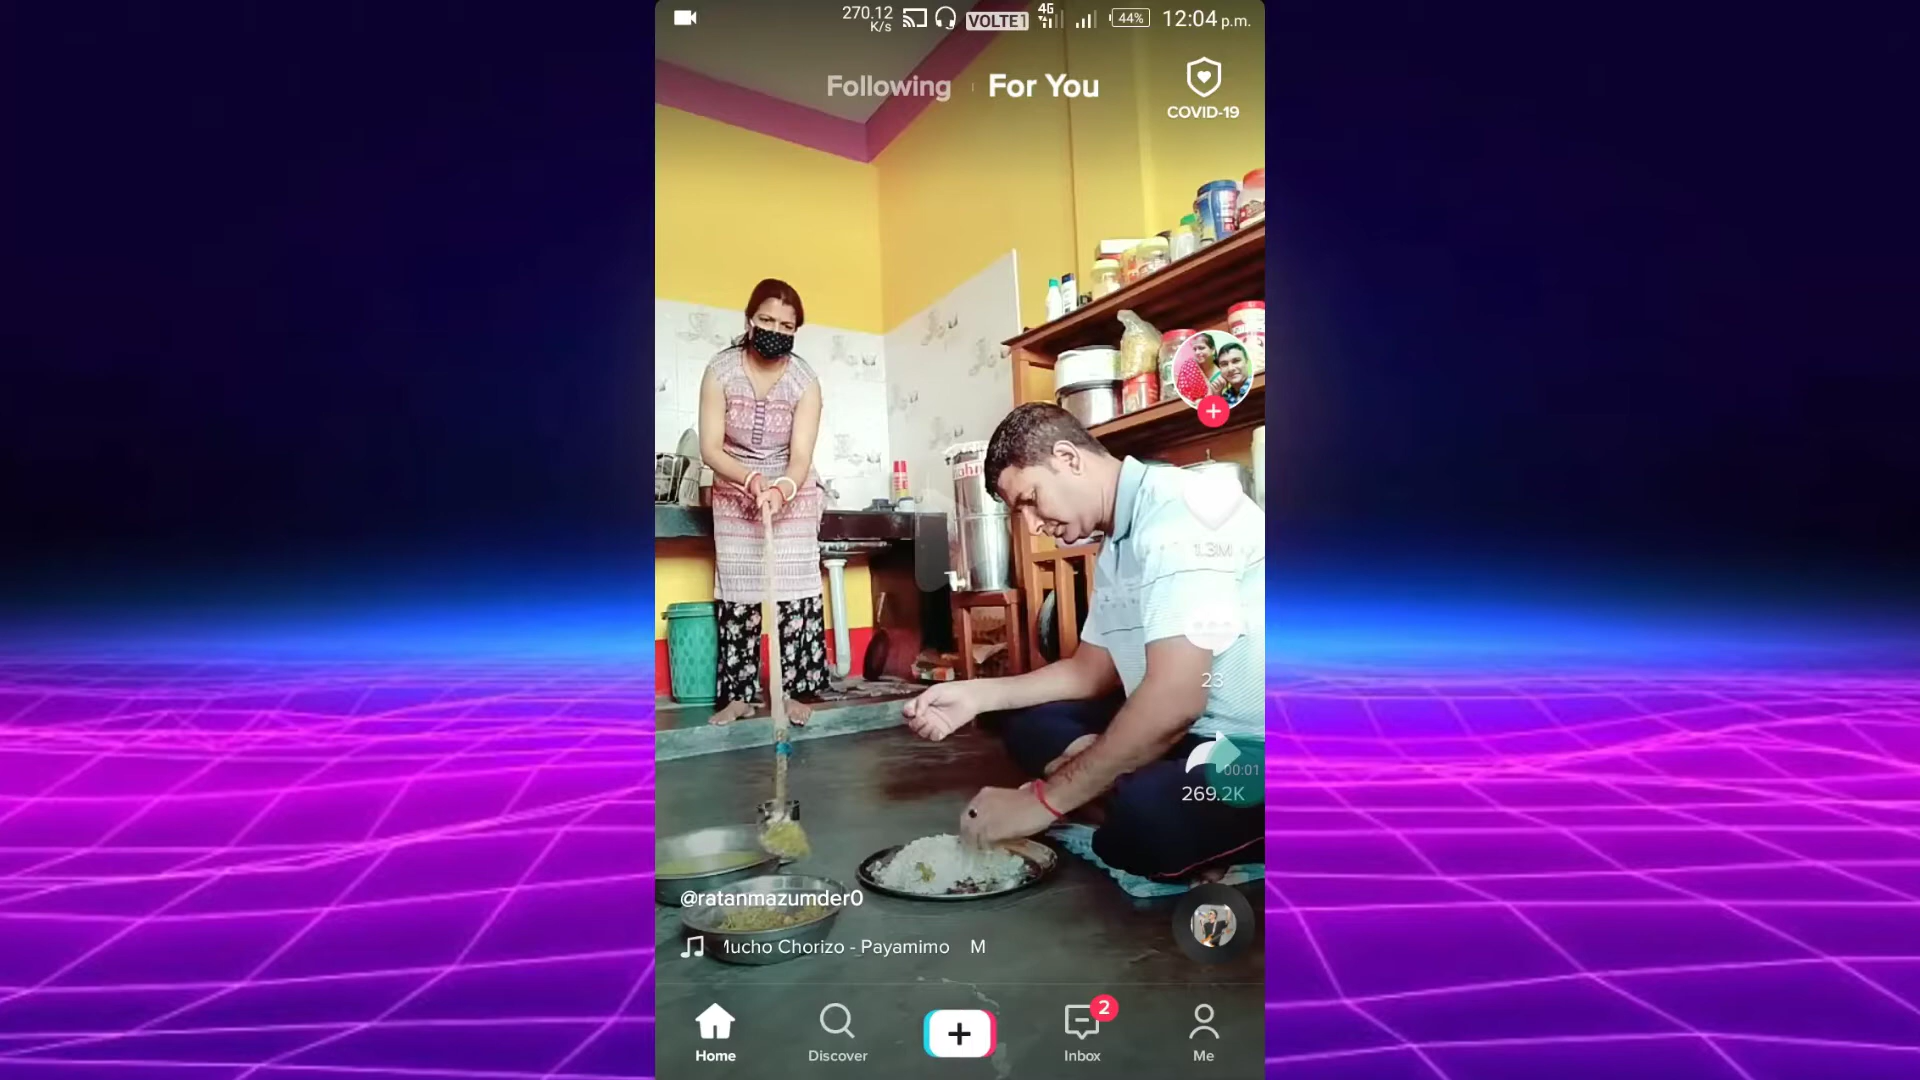 270.12
K/s
VOLTE1
4G
44%
12:04 p.m.
Following
For You
COVID-19
1.3M
23
00:01
269.2K
@ratanmazumder0
Mucho Chorizo - Payamimo M
2
Home
Discover
Inbox
Me